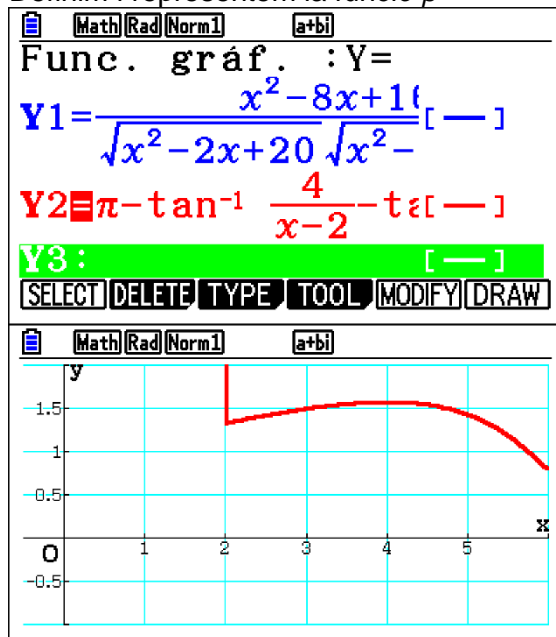 Math Rad Norm1 a+bi
Func. gráf. :Y=
Y1=x²-8x+16/√x²-2x+20 √x²- [—]
Y2=π-tan⁻¹ 4/x-2 -ta[—]
Y3: [—]
SELECT DELETE TYPE TOOL MODIFY DRAW
Math Rad Norm1 a+bi
y
1.5
1
0.5
x
O 1 2 3 4 5
-0.5